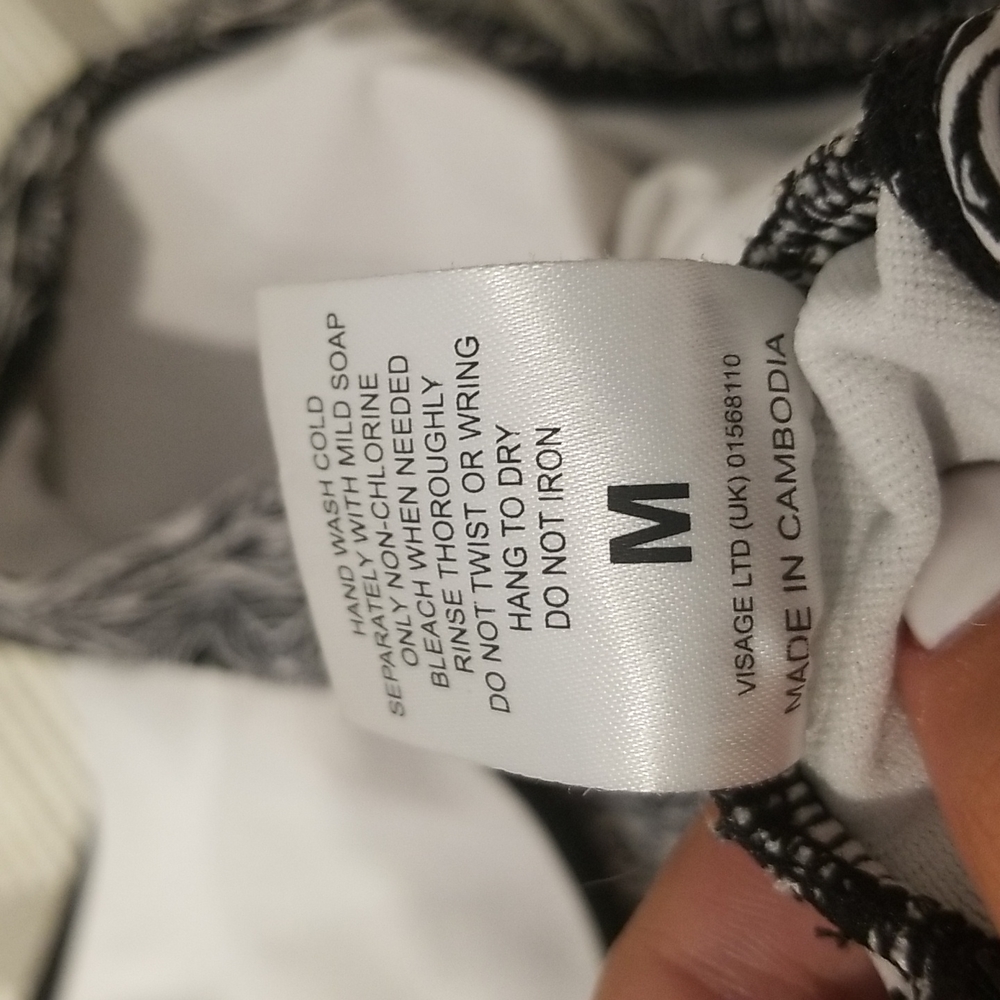 HAND WASH COLD
SEPARATELY WITH MILD SOAP
ONLY NON-CHLORINE
BLEACH WHEN NEEDED
RINSE THOROUGHLY
DO NOT TWIST OR WRING
HANG TO DRY
DO NOT IRON
M
VISAGE LTD (UK) 01568110
MADE IN CAMBODIA